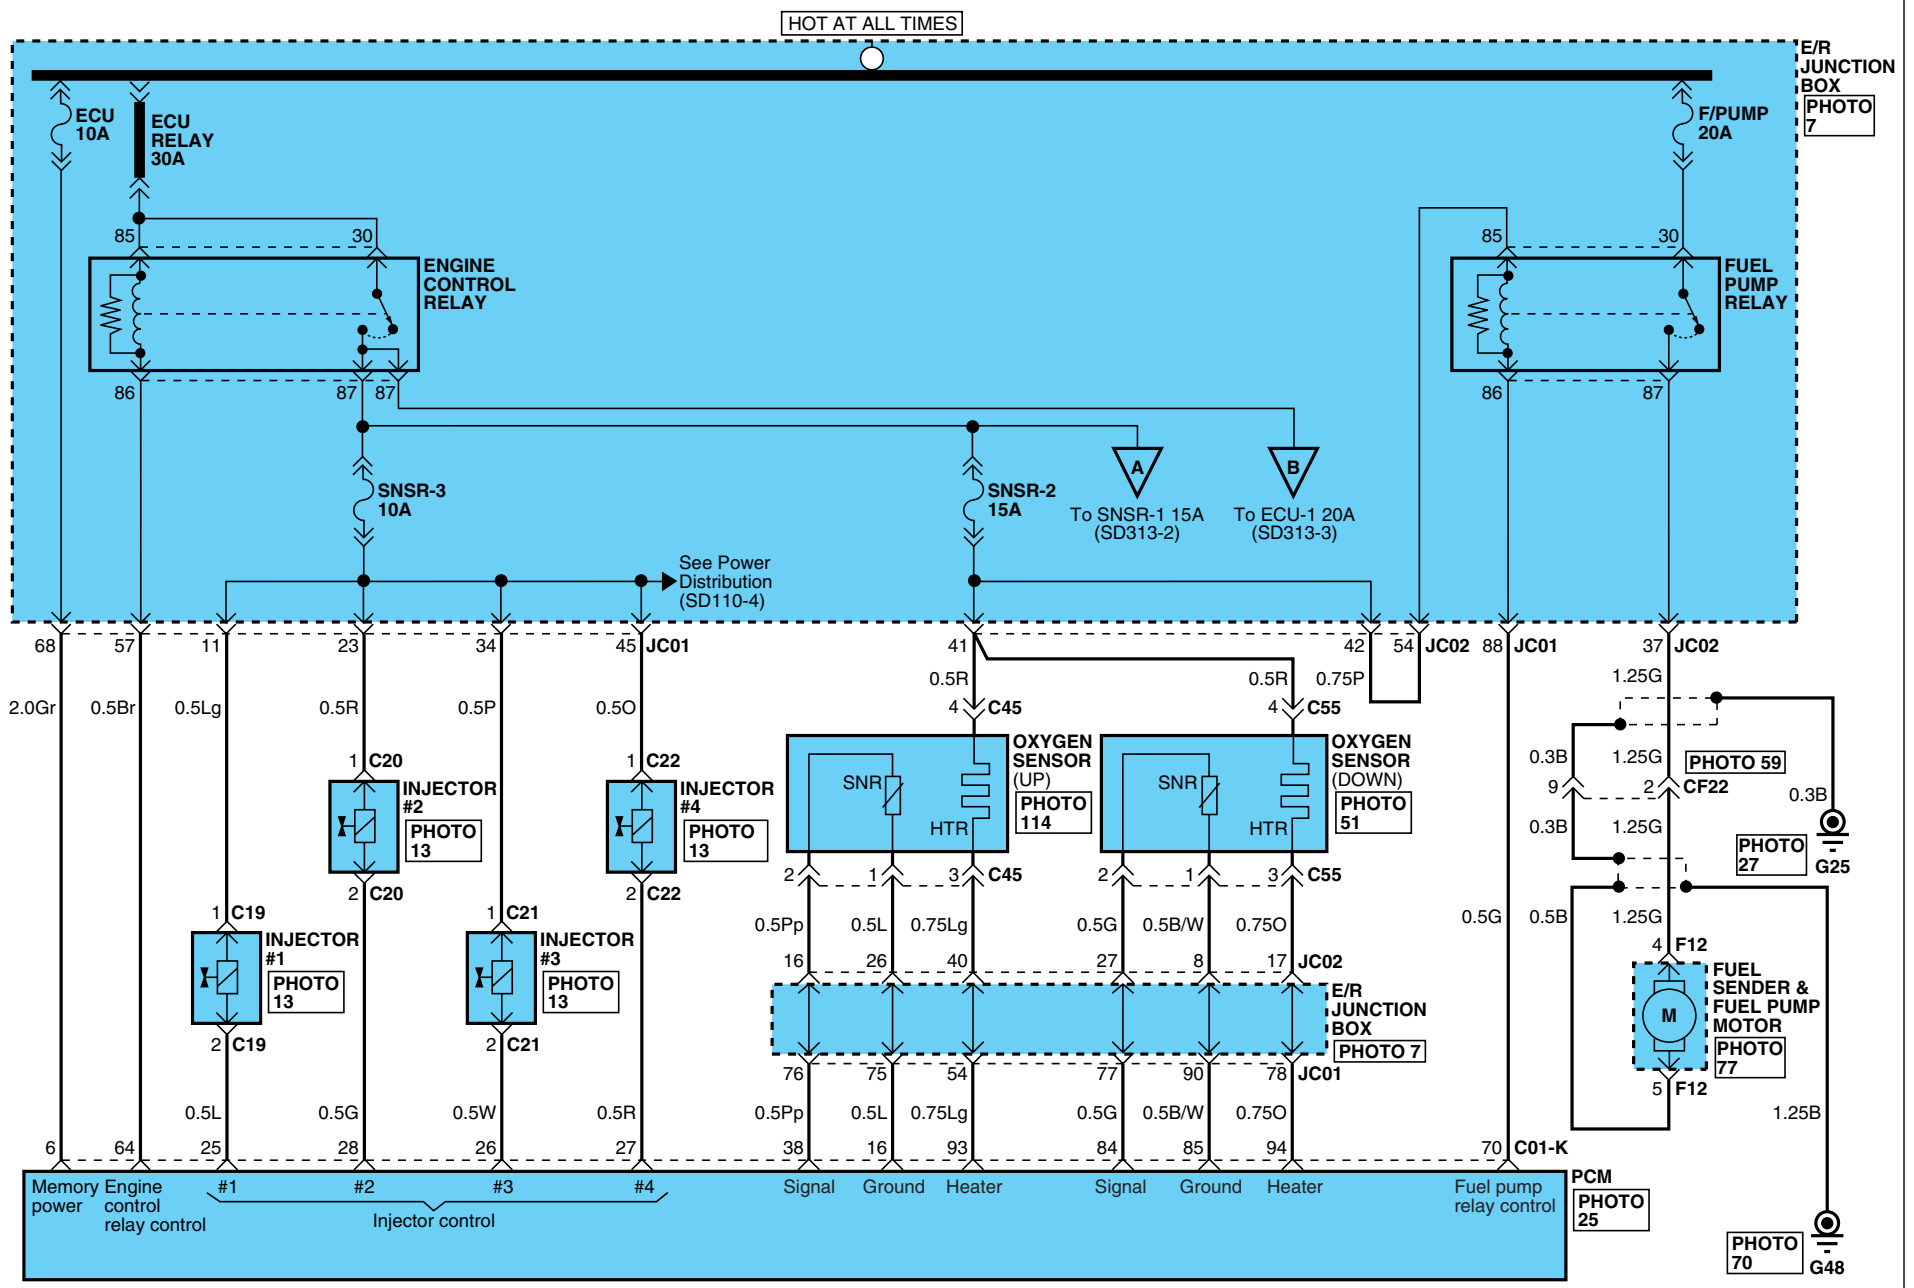 HOT AT ALL TIMES
E/R
JUNCTION
BOX
PHOTO
7
ECU
10A
ECU
RELAY
30A
F/PUMP
20A
85
30
ENGINE
CONTROL
RELAY
86
87
87
85
30
FUEL
PUMP
RELAY
86
87
SNSR-3
10A
SNSR-2
15A
A
To SNSR-1 15A
(SD313-2)
B
To ECU-1 20A
(SD313-3)
See Power
Distribution
(SD110-4)
68
57
11
23
34
45
JC01
41
42
54
JC02
88
JC01
37
JC02
2.0Gr
0.5Br
0.5Lg
0.5R
0.5P
0.5O
0.5R
0.5R
0.75P
1.25G
4
C45
4
C55
1
C20
INJECTOR
#2
PHOTO
13
2
C20
1
C22
INJECTOR
#4
PHOTO
13
2
C22
SNR
HTR
OXYGEN
SENSOR
(UP)
PHOTO
114
SNR
HTR
OXYGEN
SENSOR
(DOWN)
PHOTO
51
0.3B
1.25G
PHOTO 59
9
2
CF22
0.3B
0.3B
1.25G
PHOTO
27
G25
2
1
3
C45
2
1
3
C55
1
C19
INJECTOR
#1
PHOTO
13
2
C19
1
C21
INJECTOR
#3
PHOTO
13
2
C21
0.5Pp
0.5L
0.75Lg
0.5G
0.5B/W
0.75O
0.5G
0.5B
1.25G
16
26
40
27
8
17
JC02
E/R
JUNCTION
BOX
PHOTO 7
4
F12
M
FUEL
SENDER &
FUEL PUMP
MOTOR
PHOTO
77
5
F12
76
75
54
77
90
78
JC01
0.5L
0.5G
0.5W
0.5R
0.5Pp
0.5L
0.75Lg
0.5G
0.5B/W
0.75O
1.25B
6
64
25
28
26
27
38
16
93
84
85
94
70
C01-K
Memory
power
Engine
control
relay control
#1
#2
#3
#4
Injector control
Signal
Ground
Heater
Signal
Ground
Heater
Fuel pump
relay control
PCM
PHOTO
25
PHOTO
70
G48